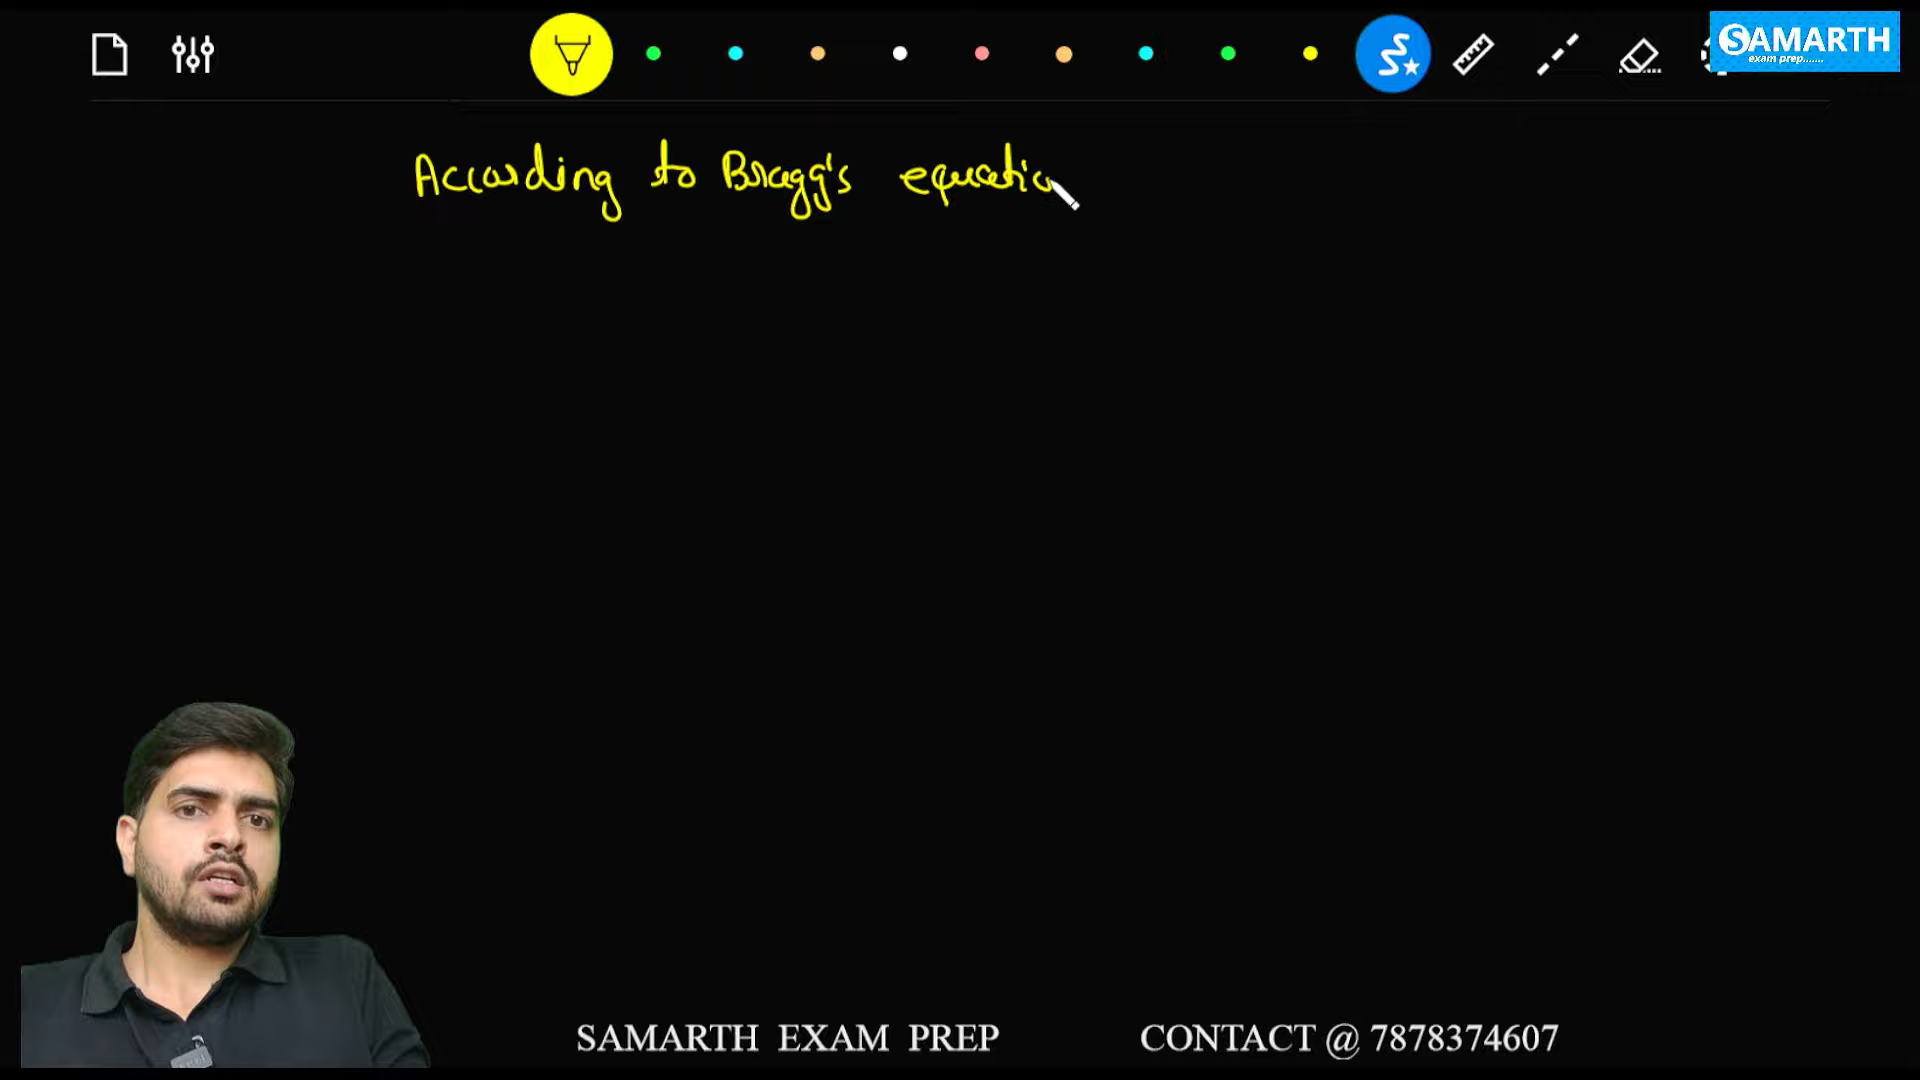 SAMARTH
exam prep.......
According to Bragg's equatio
SAMARTH EXAM PREP CONTACT @ 7878374607